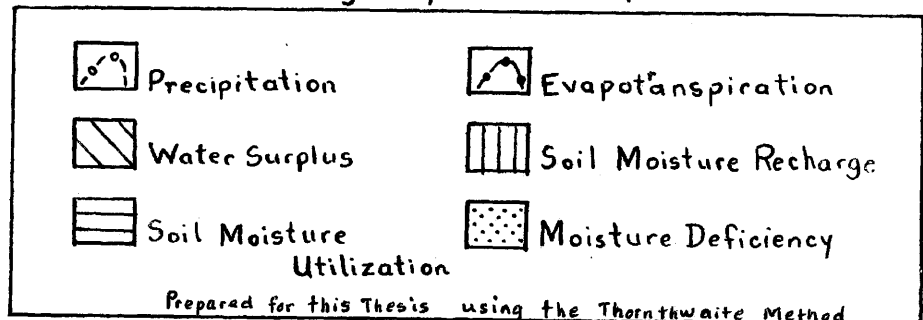 Precipitation Evapotranspiration
Water Surplus Soil Moisture Recharge
Soil Moisture Moisture Deficiency
Utilization
Prepared for this Thesis using the Thornthwaite Method